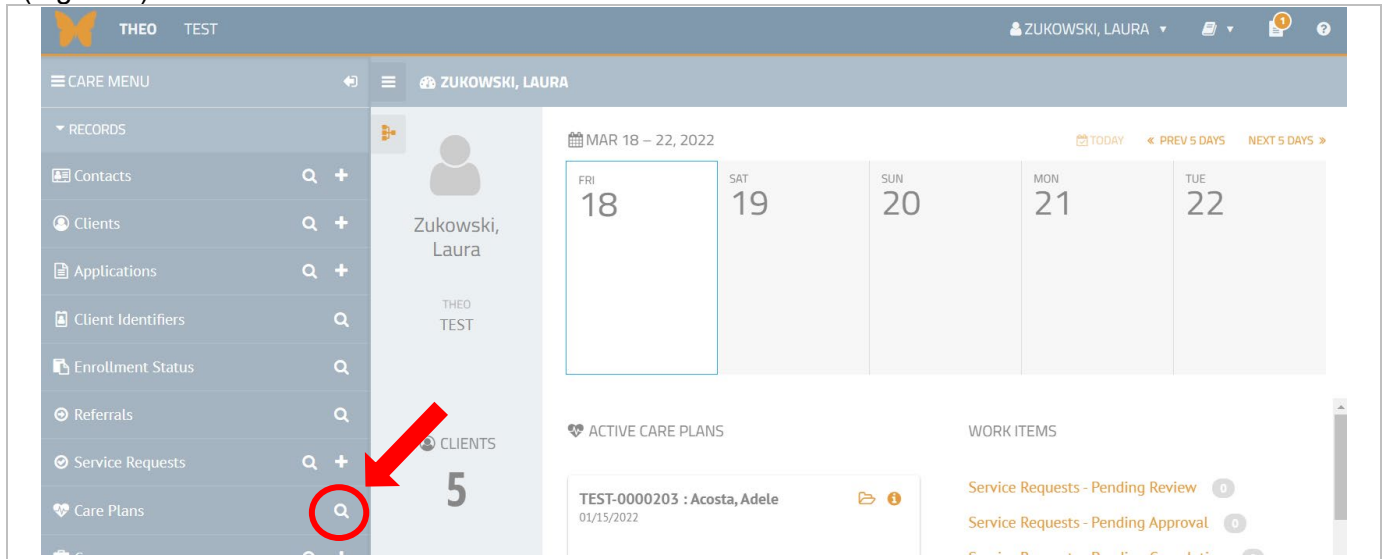 THEO TEST
ZUKOWSKI, LAURA
1
CARE MENU
ZUKOWSKI, LAURA
RECORDS
Contacts
Clients
Applications
Client Identifiers
Enrollment Status
Referrals
Service Requests
Care Plans
Zukowski,
Laura
THEO
TEST
CLIENTS
5
MAR 18 – 22, 2022
TODAY « PREV 5 DAYS NEXT 5 DAYS »
FRI
18
SAT
19
SUN
20
MON
21
TUE
22
ACTIVE CARE PLANS
TEST-0000203 : Acosta, Adele
01/15/2022
WORK ITEMS
Service Requests - Pending Review 0
Service Requests - Pending Approval 0